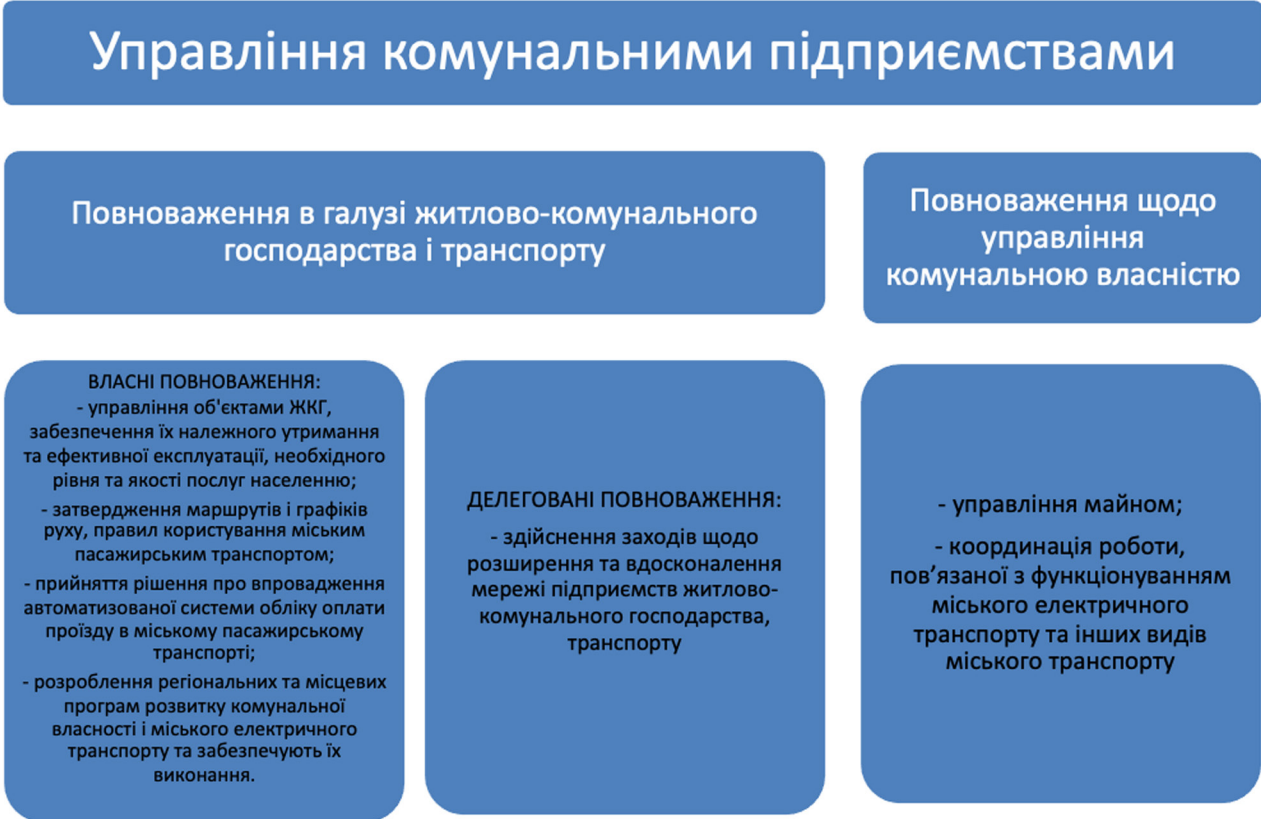 Управління комунальними підприємствами
Повноваження в галузі житлово-комунального
господарства і транспорту
Повноваження щодо
управління
комунальною власністю
ВЛАСНІ ПОВНОВАЖЕННЯ:
- управління об'єктами ЖКГ,
забезпечення їх належного утримання
та ефективної експлуатації, необхідного
рівня та якості послуг населенню;
- затвердження маршрутів і графіків
руху, правил користування міським
пасажирським транспортом;
- прийняття рішення про впровадження
автоматизованої системи обліку оплати
проїзду в міському пасажирському
транспорті;
- розроблення регіональних та місцевих
програм розвитку комунальної
власності і міського електричного
транспорту та забезпечують їх
виконання.
ДЕЛЕГОВАНІ ПОВНОВАЖЕННЯ:
- здійснення заходів щодо
розширення та вдосконалення
мережі підприємств житлово-
комунального господарства,
транспорту
- управління майном;
- координація роботи,
пов’язаної з функціонуванням
міського електричного
транспорту та інших видів
міського транспорту